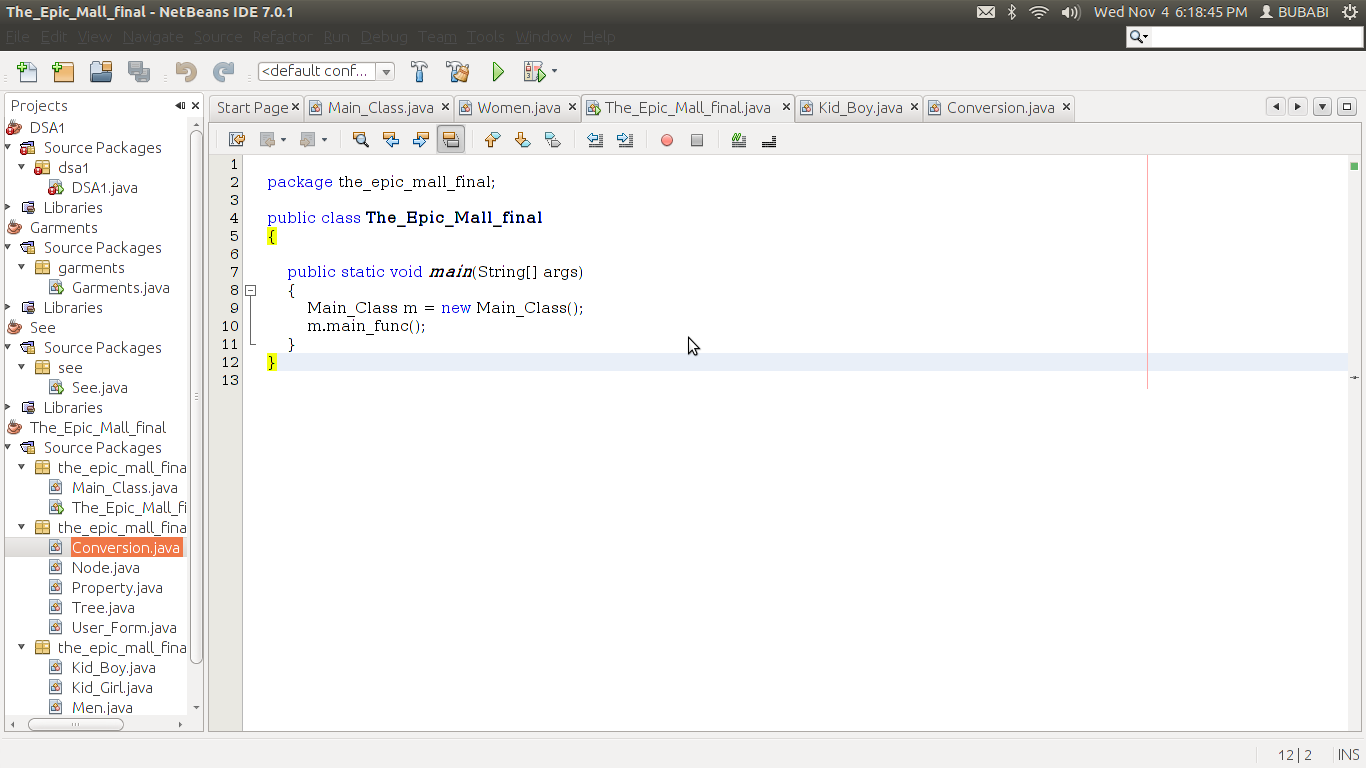 The_Epic_Mall_final - NetBeans IDE 7.0.1
Wed Nov 4 6:18:45 PM BUBABI
File Edit View Navigate Source Refactor Run Debug Team Tools Window Help
<default conf...
Projects
Start Page Main_Class.java Women.java The_Epic_Mall_final.java Kid_Boy.java Conversion.java
DSA1
Source Packages
dsa1
DSA1.java
Libraries
Garments
Source Packages
garments
Garments.java
Libraries
See
Source Packages
see
See.java
Libraries
The_Epic_Mall_final
Source Packages
the_epic_mall_fina
Main_Class.java
The_Epic_Mall_fi
the_epic_mall_fina
Conversion.java
Node.java
Property.java
Tree.java
User_Form.java
the_epic_mall_fina
Kid_Boy.java
Kid_Girl.java
Men.java
1
2 package the_epic_mall_final;
3
4 public class The_Epic_Mall_final
5 {
6
7 public static void main(String[] args)
8 {
9 Main_Class m = new Main_Class();
10 m.main_func();
11 }
12 }
13
12|2 INS